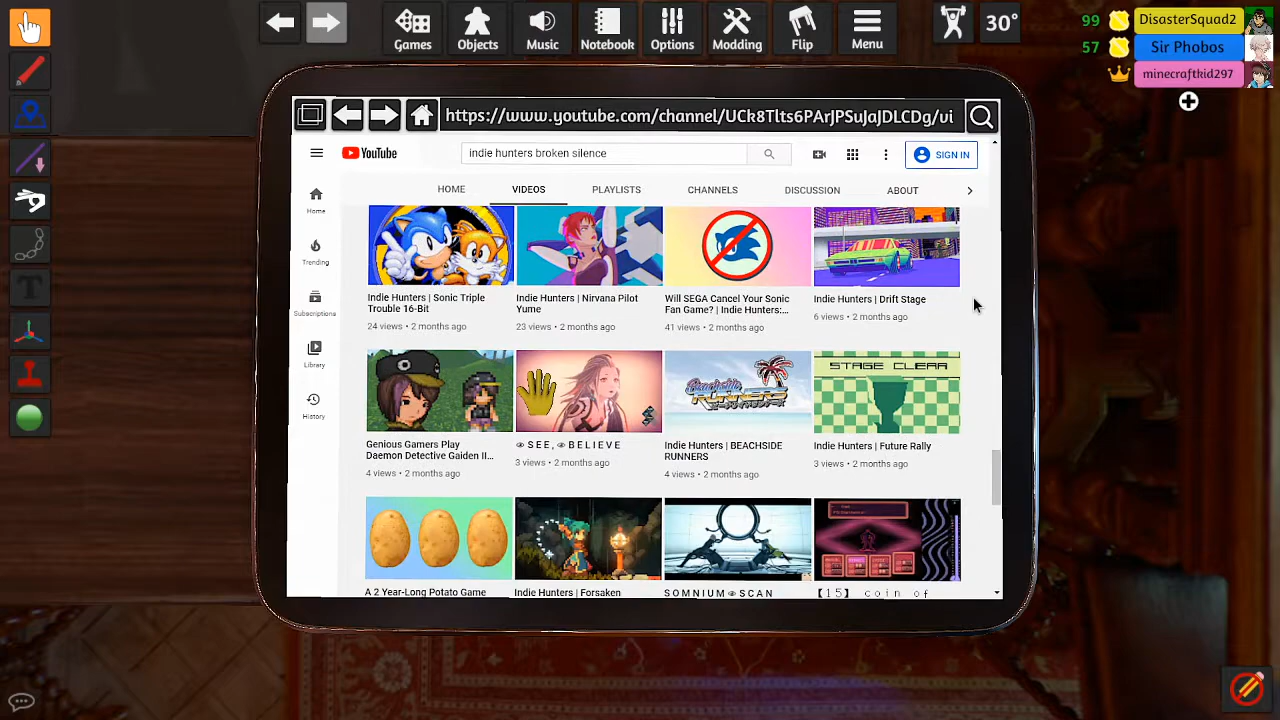 Games
Objects
Music
Notebook
Options
Modding
Flip
Menu
30°
99
DisasterSquad2
57
Sir Phobos
minecraftkid297
https://www.youtube.com/channel/UCk8Tlts6PArJPSuJaJDLCDg/vi
YouTube
indie hunters broken silence
SIGN IN
HOME
VIDEOS
PLAYLISTS
CHANNELS
DISCUSSION
ABOUT
Home
Trending
Subscriptions
Library
History
Indie Hunters | Sonic Triple
Trouble 16-Bit
24 views • 2 months ago
Indie Hunters | Nirvana Pilot
Yume
23 views • 2 months ago
Will SEGA Cancel Your Sonic
Fan Game? | Indie Hunters:...
41 views • 2 months ago
Indie Hunters | Drift Stage
6 views • 2 months ago
Genious Gamers Play
Daemon Detective Gaiden II...
4 views • 2 months ago
👁 S E E , 👁 B E L I E V E
3 views • 2 months ago
BEACHSIDE
RUNNERS
Indie Hunters | BEACHSIDE
RUNNERS
4 views • 2 months ago
STAGE CLEAR
Indie Hunters | Future Rally
3 views • 2 months ago
A 2 Year-Long Potato Game
Indie Hunters | Forsaken
S O M N I U M 👁 S C A N
【15】 coin of
T